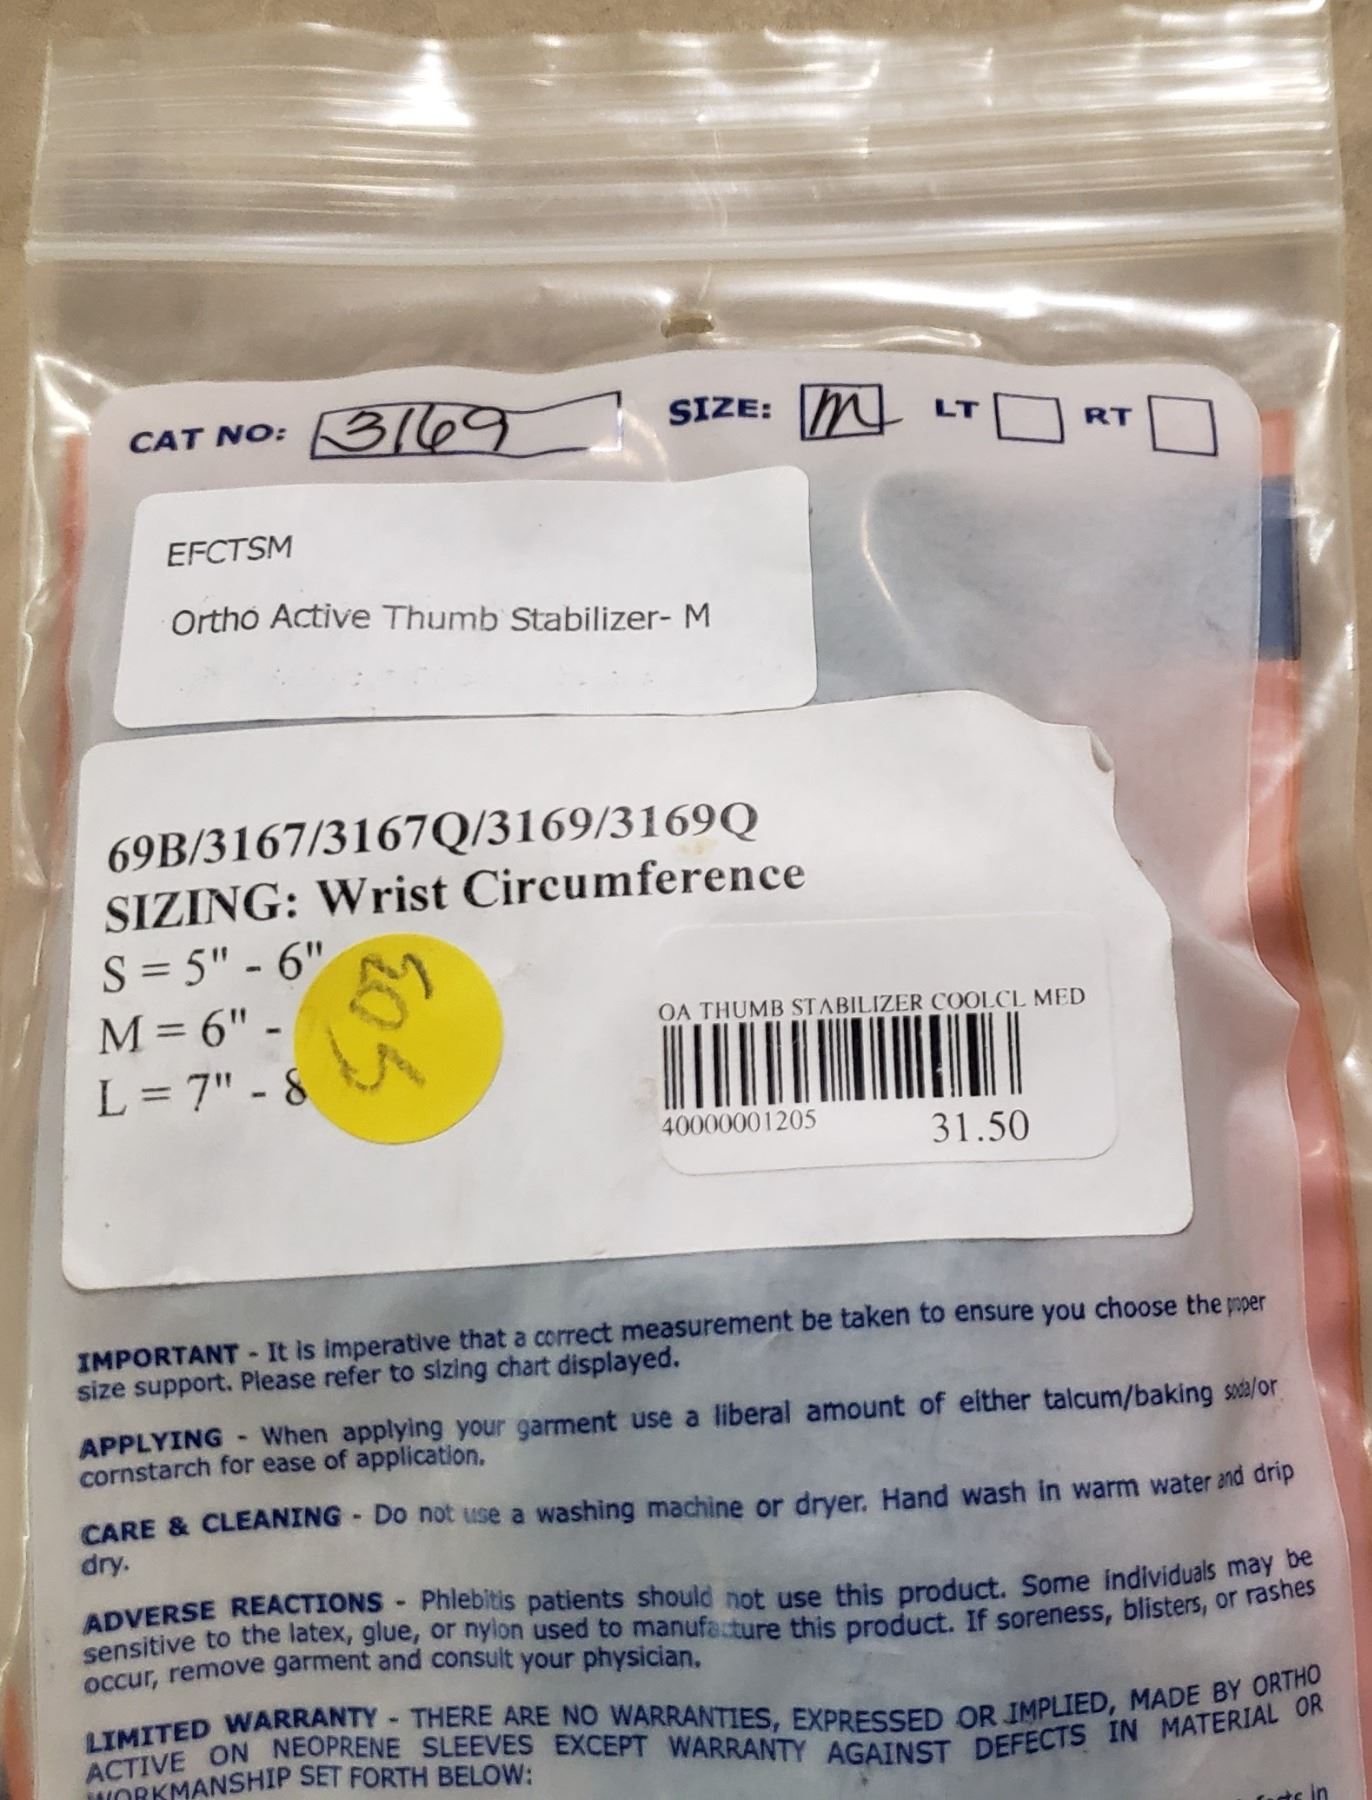 CAT NO: 3169 SIZE: M LT RT
EFCTSM
Ortho Active Thumb Stabilizer- M
69B/3167/3167Q/3169/3169Q
SIZING: Wrist Circumference
S = 5" - 6"
M = 6" -
L = 7" - 8
OA THUMB STABILIZER COOLCL MED
40000001205 31.50
IMPORTANT - It is imperative that a correct measurement be taken to ensure you choose the proper
size support. Please refer to sizing chart displayed.
APPLYING - When applying your garment use a liberal amount of either talcum/baking soda/or
cornstarch for ease of application.
CARE & CLEANING - Do not use a washing machine or dryer. Hand wash in warm water and drip
dry.
ADVERSE REACTIONS - Phlebitis patients should not use this product. Some individuals may be
sensitive to the latex, glue, or nylon used to manufacture this product. If soreness, blisters, or rashes
occur, remove garment and consult your physician.
LIMITED WARRANTY - THERE ARE NO WARRANTIES, EXPRESSED OR IMPLIED, MADE BY ORTHO
ACTIVE ON NEOPRENE SLEEVES EXCEPT WARRANTY AGAINST DEFECTS IN MATERIAL OR
WORKMANSHIP SET FORTH BELOW:
in